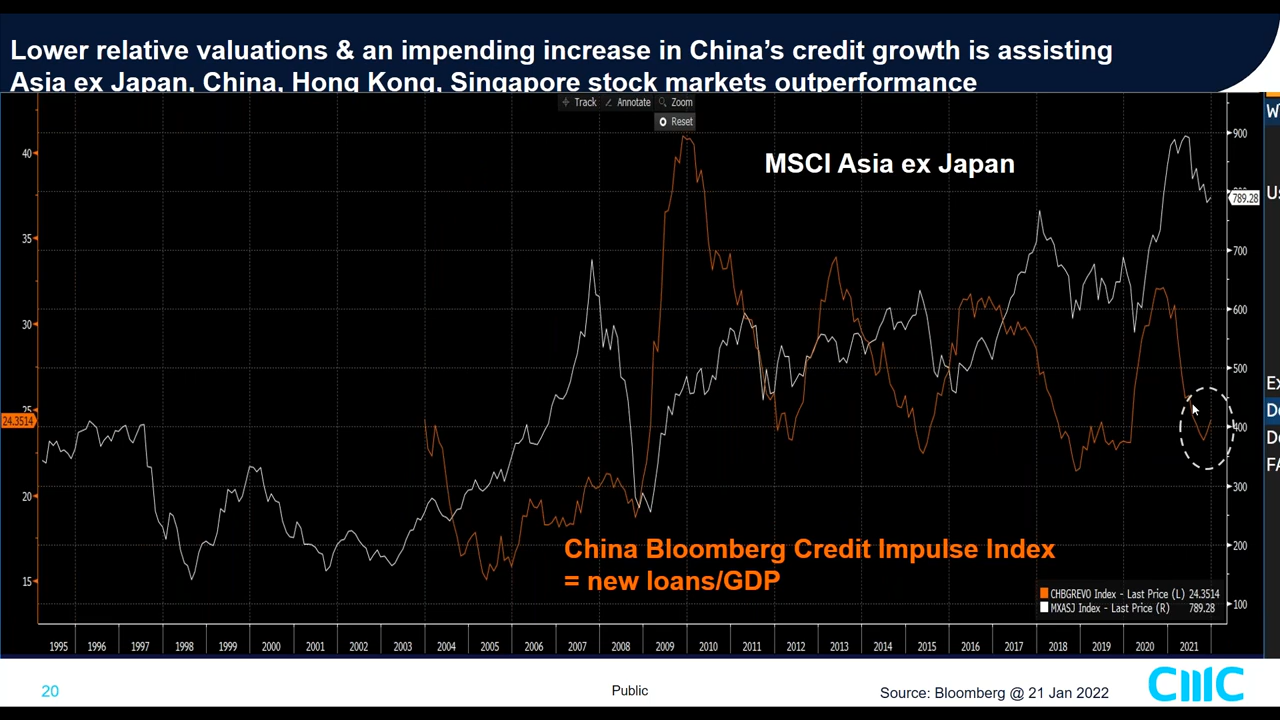 Lower relative valuations & an impending increase in China's credit growth is assisting
Asia ex Japan, China, Hong Kong, Singapore stock markets outperformance
Track Annotate Zoom
Reset
MSCI Asia ex Japan
40
35
30
25
20
15
24.3514
900
789.28
700
600
500
400
300
200
100
China Bloomberg Credit Impulse Index
= new loans/GDP
CHBGREVO Index - Last Price (L) 24.3514
MXASJ Index - Last Price (R) 789.28
1995 1996 1997 1998 1999 2000 2001 2002 2003 2004 2005 2006 2007 2008 2009 2010 2011 2012 2013 2014 2015 2016 2017 2018 2019 2020 2021
20
Public
Source: Bloomberg @ 21 Jan 2022
CMC